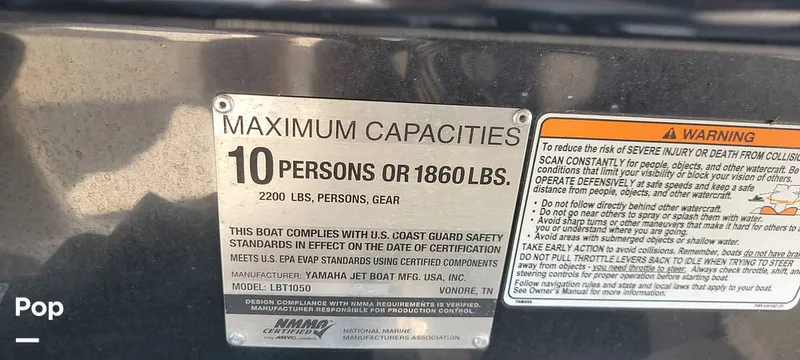 MAXIMUM CAPACITIES
10 PERSONS OR 1860 LBS.
2200 LBS, PERSONS, GEAR
THIS BOAT COMPLIES WITH U.S. COAST GUARD SAFETY
STANDARDS IN EFFECT ON THE DATE OF CERTIFICATION
MEETS U.S. EPA EVAP STANDARDS USING CERTIFIED COMPONENTS
MANUFACTURER: YAMAHA JET BOAT MFG. USA, INC.
MODEL: LBT1050 VONORE, TN
DESIGN COMPLIANCE WITH NMMA REQUIREMENTS IS VERIFIED.
MANUFACTURER RESPONSIBLE FOR PRODUCTION CONTROL.
NMMA
CERTIFIED
NATIONAL MARINE
MANUFACTURERS ASSOCIATION
WARNING
To reduce the risk of SEVERE INJURY OR DEATH FROM COLLISIO
SCAN CONSTANTLY for people, objects, and other watercraft. Be
conditions that limit your visibility or block your vision of others.
OPERATE DEFENSIVELY at safe speeds and keep a safe
distance from people, objects, and other watercraft.
• Do not follow directly behind other watercraft.
• Do not go near others to spray or splash them with water.
• Avoid sharp turns or other maneuvers that make it hard for others to a
you or understand where you are going.
• Avoid areas with submerged objects or shallow water.
TAKE EARLY ACTION to avoid collisions. Remember, boats do not have bra
DO NOT PULL THROTTLE LEVERS BACK TO IDLE WHEN TRYING TO STEER
away from objects - you need throttle to steer. Always check throttle, shift, an
steering controls for proper operation before starting boat.
Follow navigation rules and state and local laws that apply to your boat.
See Owner's Manual for more information.
YAMAHA
Pop